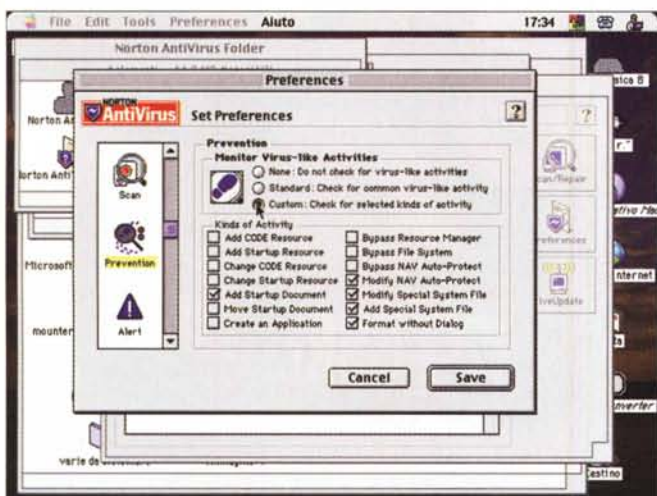 File Edit Tools Preferences Aiuto 17:34
Norton AntiVirus Folder
Preferences
NORTON
AntiVirus
Set Preferences
?
?
Scan
Prevention
Alert
Prevention
Monitor Virus-like Activities
None: Do not check for virus-like activities
Standard: Check for common virus-like activity
Custom: Check for selected kinds of activity
Kinds of Activity
Add CODE Resource
Add Startup Resource
Change CODE Resource
Change Startup Resource
Add Startup Document
Move Startup Document
Create an Application
Bypass Resource Manager
Bypass File System
Bypass NAV Auto-Protect
Modify NAV Auto-Protect
Modify Special System File
Add Special System File
Format without Dialog
Cancel
Save
Norton
Microsoft
mounter
varie